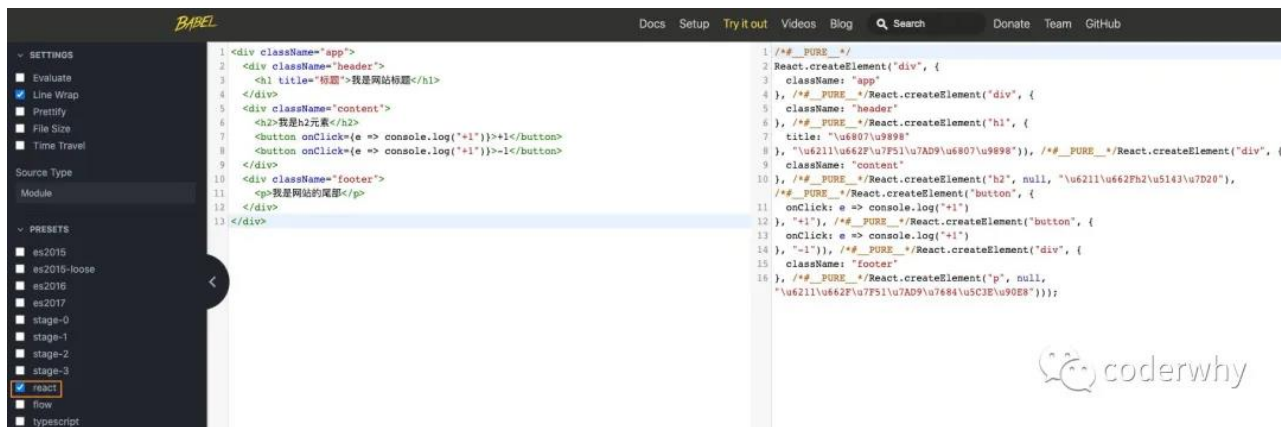 BABEL
Docs Setup Try it out Videos Blog Search Donate Team GitHub
SETTINGS
Evaluate
Line Wrap
Prettify
File Size
Time Travel
Source Type
Module
PRESETS
es2015
es2015-loose
es2016
es2017
stage-0
stage-1
stage-2
stage-3
react
flow
typescript
1 <div className="app">
2 <div className="header">
3 <h1 title="标题">我是网站标题</h1>
4 </div>
5 <div className="content">
6 <h2>我是h2元素</h2>
7 <button onClick={e => console.log("+1")}>+1</button>
8 <button onClick={e => console.log("+1")}>-1</button>
9 </div>
10 <div className="footer">
11 <p>我是网站的尾部</p>
12 </div>
13 </div>
1 /*#__PURE__*/
2 React.createElement("div", {
3 className: "app"
4 }, /*#__PURE__*/React.createElement("div", {
5 className: "header"
6 }, /*#__PURE__*/React.createElement("h1", {
7 title: "\u6807\u9898"
8 }, "\u6211\u662F\u7F51\u7AD9\u6807\u9898")), /*#__PURE__*/React.createElement("div", {
9 className: "content"
10 }, /*#__PURE__*/React.createElement("h2", null, "\u6211\u662Fh2\u5143\u7D20"),
/*#__PURE__*/React.createElement("button", {
11 onClick: e => console.log("+1")
12 }, "+1"), /*#__PURE__*/React.createElement("button", {
13 onClick: e => console.log("+1")
14 }, "-1")), /*#__PURE__*/React.createElement("div", {
15 className: "footer"
16 }, /*#__PURE__*/React.createElement("p", null,
"\u6211\u662F\u7F51\u7AD9\u7684\u5C3E\u90E8")));
coderwhy